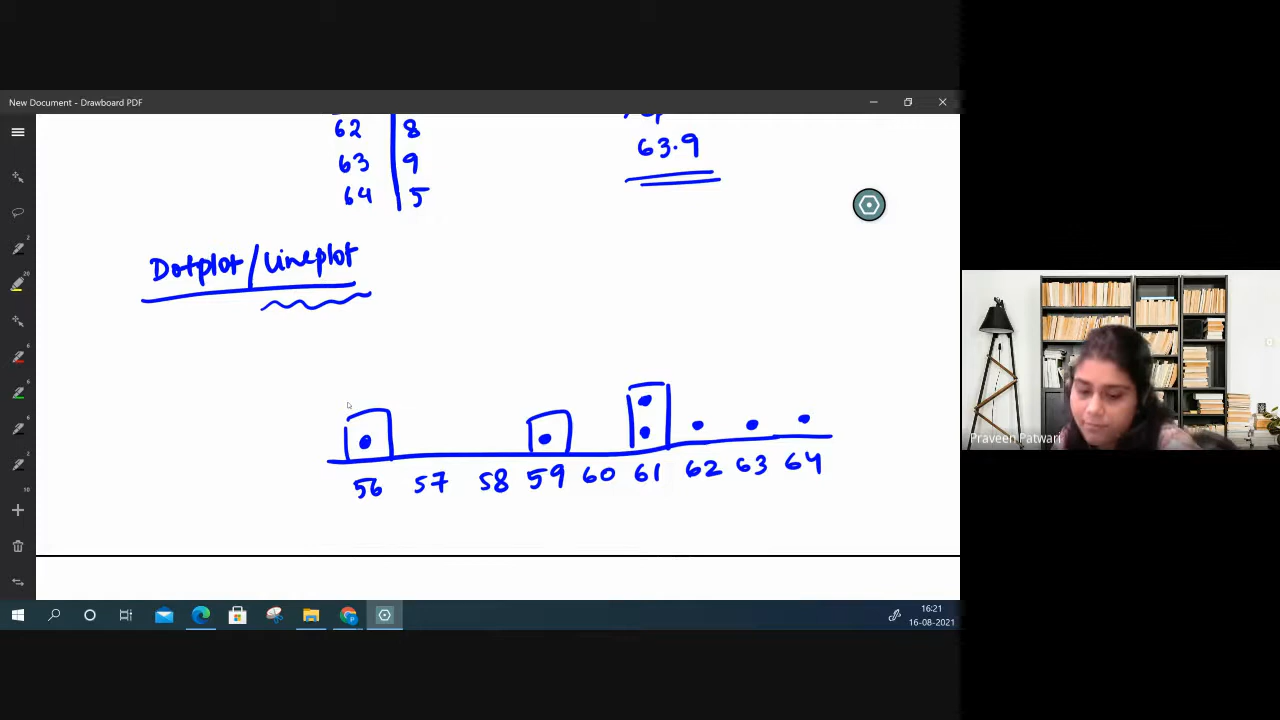 New Document - Drawboard PDF
62 | 8
63 | 9
64 | 5
63.9
Dotplot/Lineplot
56 57 58 59 60 61 62 63 64
Praveen Patwari
16:21
16-08-2021